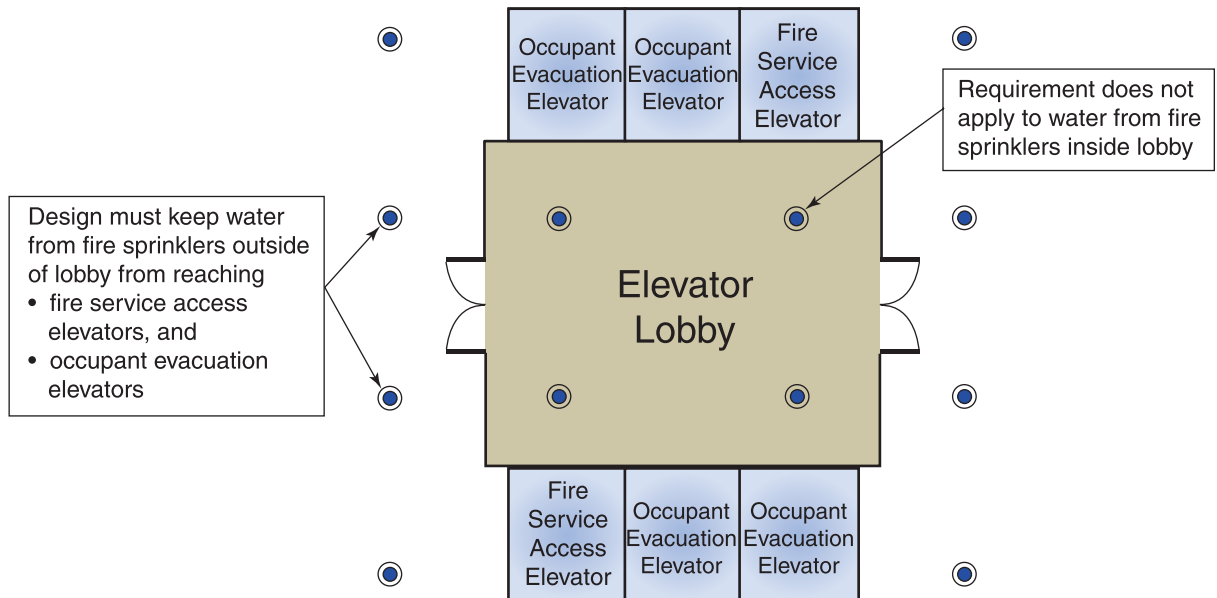 Occupant
Evacuation
Elevator
Occupant
Evacuation
Elevator
Fire
Service
Access
Elevator
Requirement does not
apply to water from fire
sprinklers inside lobby
Design must keep water
from fire sprinklers outside
of lobby from reaching
• fire service access
elevators, and
• occupant evacuation
elevators
Elevator
Lobby
Fire
Service
Access
Elevator
Occupant
Evacuation
Elevator
Occupant
Evacuation
Elevator